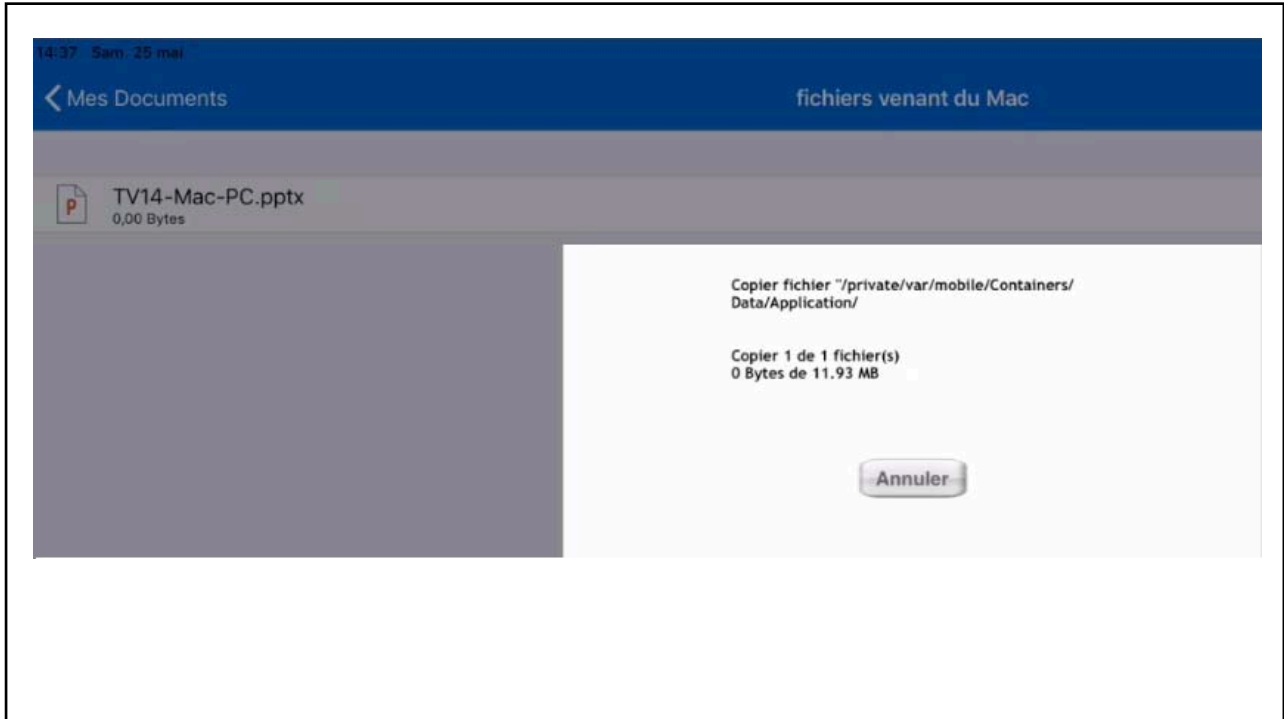 14:37 Sam. 25 mai
Mes Documents
fichiers venant du Mac
P
TV14-Mac-PC.pptx
0,00 Bytes
Copier fichier "/private/var/mobile/Containers/
Data/Application/
Copier 1 de 1 fichier(s)
0 Bytes de 11.93 MB
Annuler